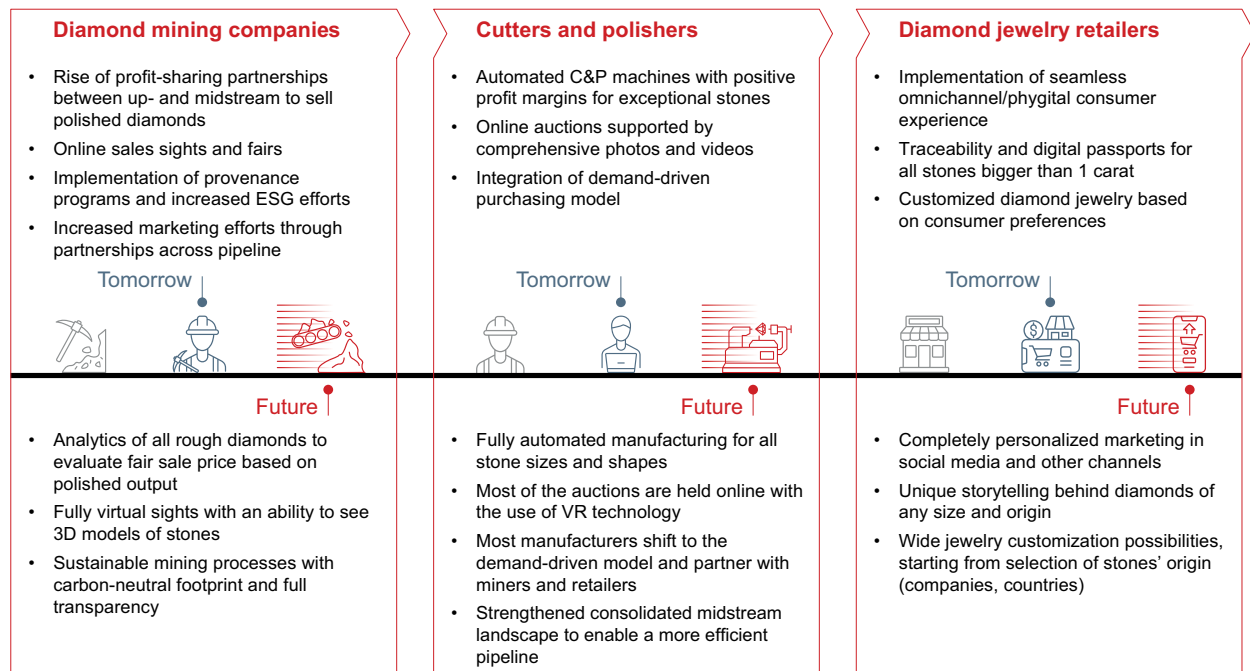 Diamond mining companies
• Rise of profit-sharing partnerships
between up- and midstream to sell
polished diamonds
• Online sales sights and fairs
• Implementation of provenance
programs and increased ESG efforts
• Increased marketing efforts through
partnerships across pipeline
Tomorrow
Future
• Analytics of all rough diamonds to
evaluate fair sale price based on
polished output
• Fully virtual sights with an ability to see
3D models of stones
• Sustainable mining processes with
carbon-neutral footprint and full
transparency
Cutters and polishers
• Automated C&P machines with positive
profit margins for exceptional stones
• Online auctions supported by
comprehensive photos and videos
• Integration of demand-driven
purchasing model
Tomorrow
Future
• Fully automated manufacturing for all
stone sizes and shapes
• Most of the auctions are held online with
the use of VR technology
• Most manufacturers shift to the
demand-driven model and partner with
miners and retailers
• Strengthened consolidated midstream
landscape to enable a more efficient
pipeline
Diamond jewelry retailers
• Implementation of seamless
omnichannel/phygital consumer
experience
• Traceability and digital passports for
all stones bigger than 1 carat
• Customized diamond jewelry based
on consumer preferences
Tomorrow
$
Future
• Completely personalized marketing in
social media and other channels
• Unique storytelling behind diamonds of
any size and origin
• Wide jewelry customization possibilities,
starting from selection of stones’ origin
(companies, countries)